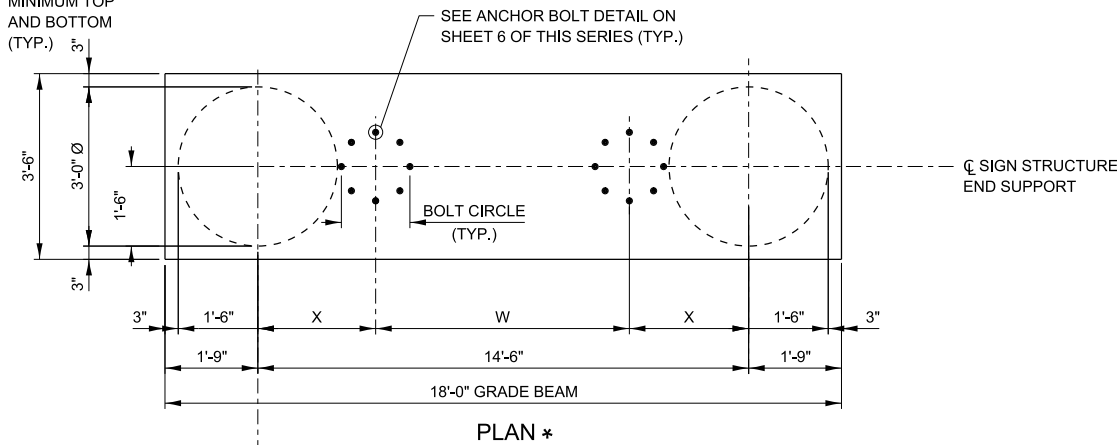 MINIMUM TOP
AND BOTTOM
(TYP.)
SEE ANCHOR BOLT DETAIL ON
SHEET 6 OF THIS SERIES (TYP.)
3"
3'-6"
3'-0" Ø
1'-6"
3"
℄ SIGN STRUCTURE
END SUPPORT
BOLT CIRCLE
(TYP.)
3" 1'-6" X W X 1'-6" 3"
1'-9" 14'-6" 1'-9"
18'-0" GRADE BEAM
PLAN *